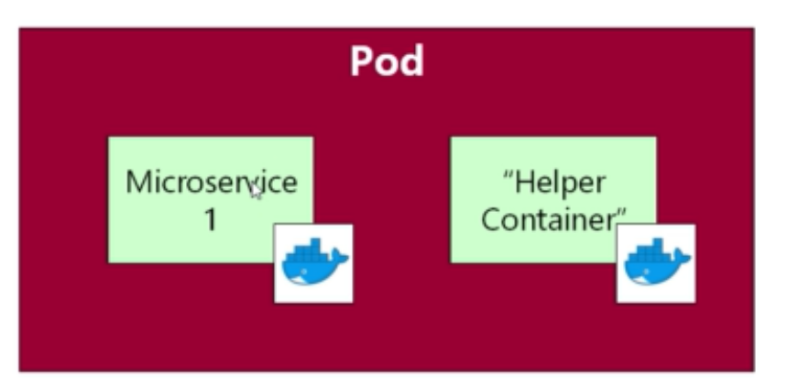 Pod
Microservice
1
“Helper
Container”